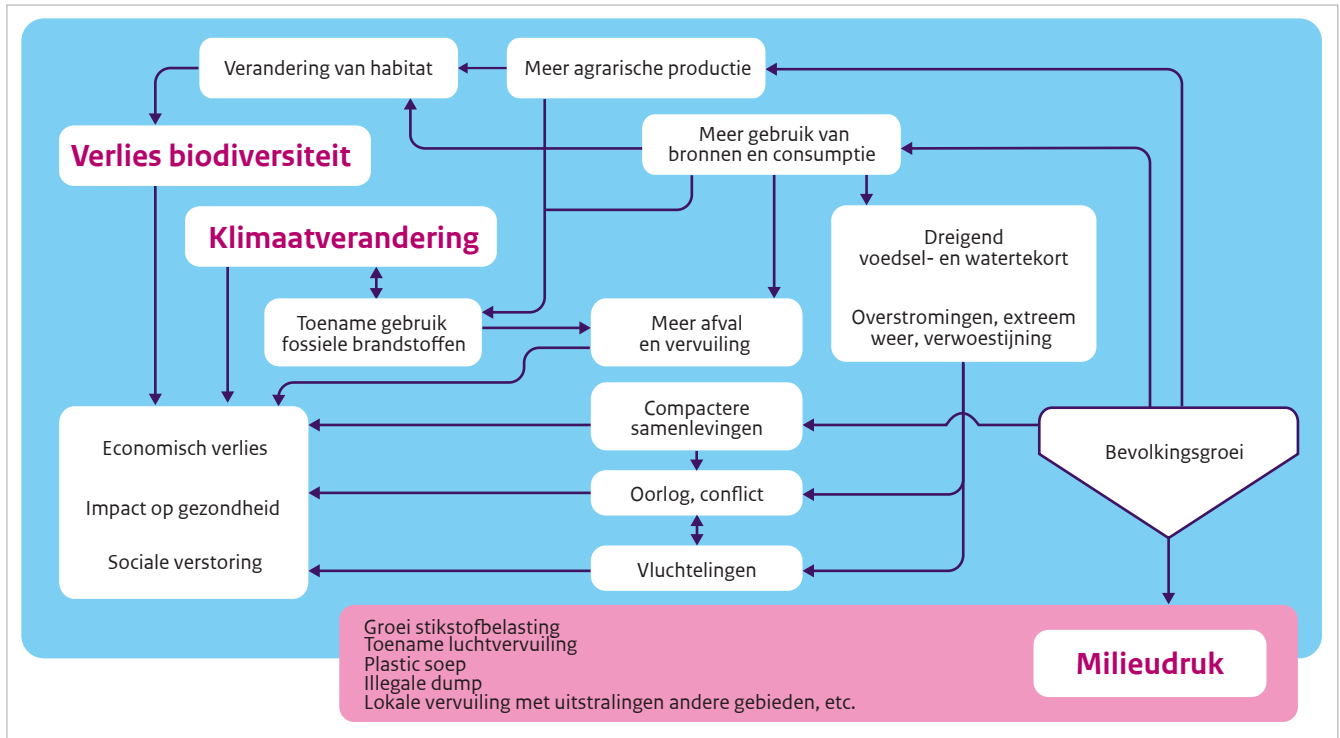 Verandering van habitat
Meer agrarische productie
Meer gebruik van
bronnen en consumptie
Verlies biodiversiteit
Klimaatverandering
Dreigend
voedsel- en watertekort
Overstromingen, extreem
weer, verwoestijning
Toename gebruik
fossiele brandstoffen
Meer afval
en vervuiling
Compactere
samenlevingen
Economisch verlies
Impact op gezondheid
Sociale verstoring
Bevolkingsgroei
Oorlog, conflict
Vluchtelingen
Groei stikstofbelasting
Toename luchtvervuiling
Plastic soep
Illegale dump
Lokale vervuiling met uitstralingen andere gebieden, etc.
Milieudruk